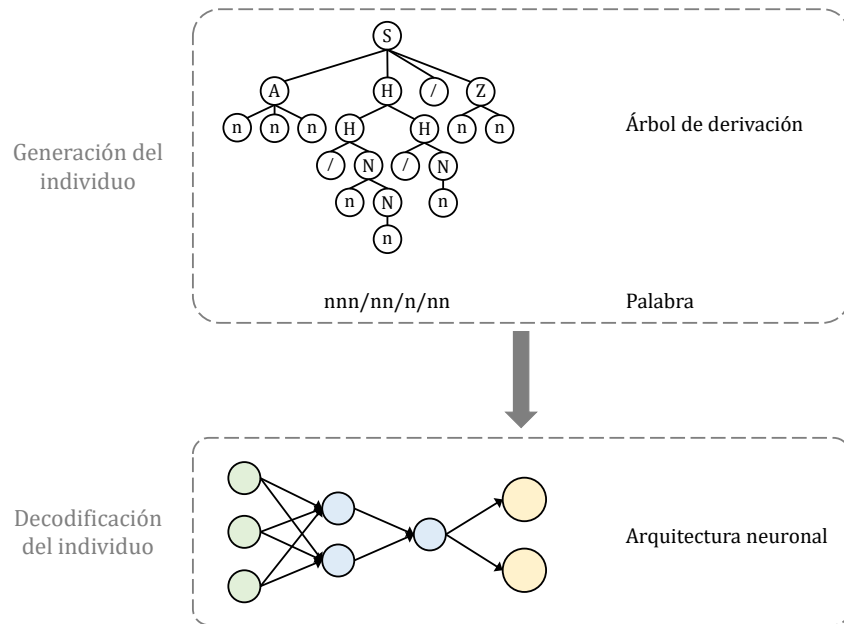 S
A H / Z
n n n H H n n
/ N / N
n N n
n
Generación del
individuo
Árbol de derivación
nnn/nn/n/nn
Palabra
Decodificación
del individuo
Arquitectura neuronal